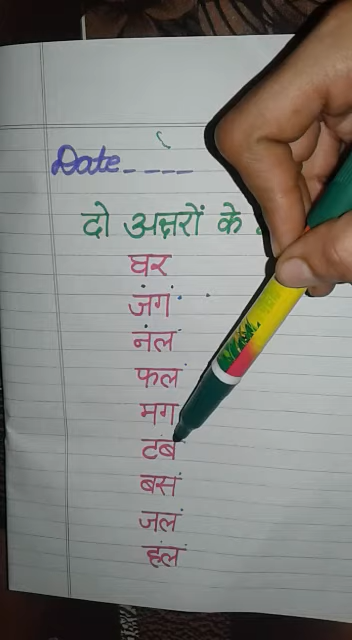 Date----
दो अक्षरों के
घर
जग
नल
फल
मग
टब
बस
जल
हल